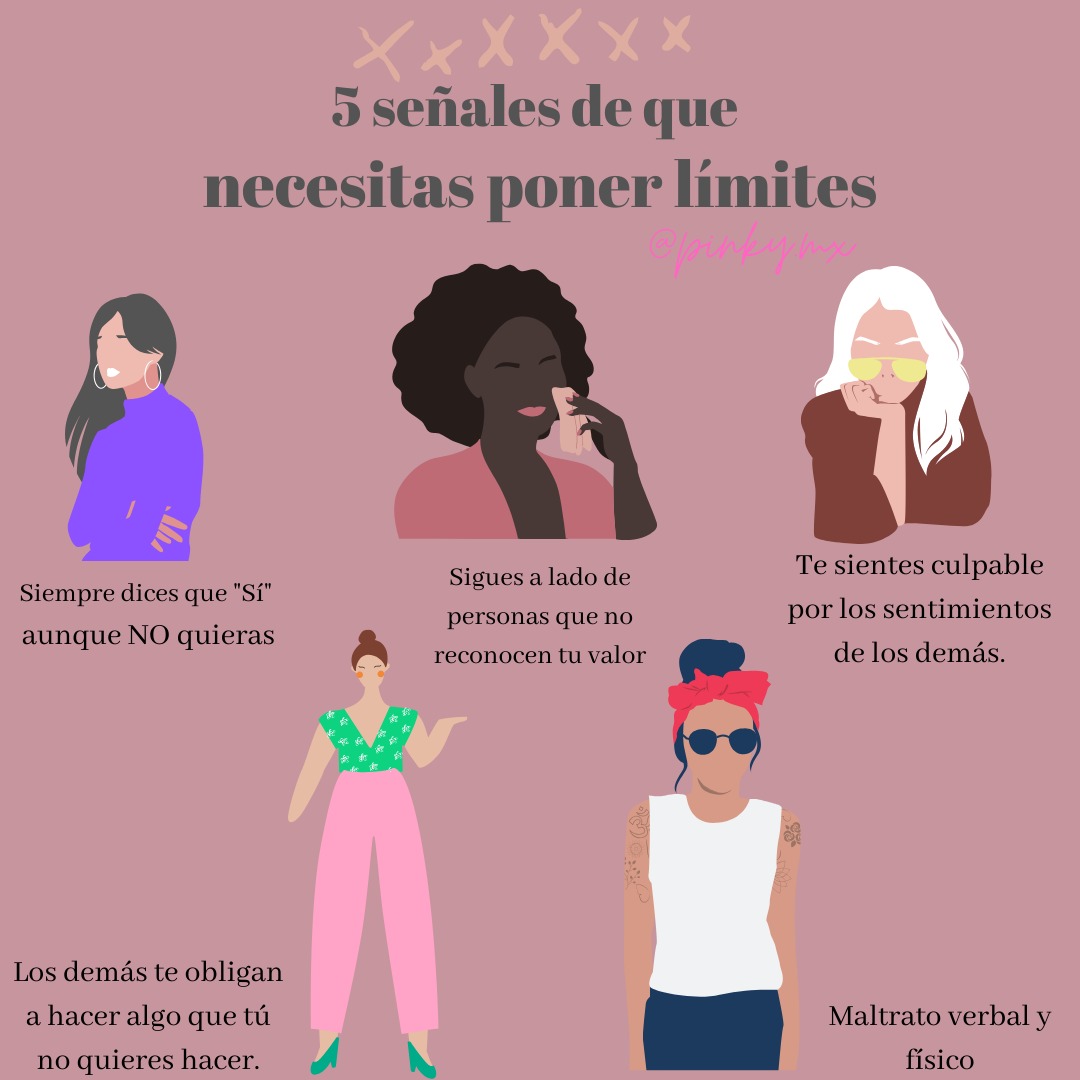 5 señales de que
necesitas poner límites
@pinky.mx
Siempre dices que "Sí"
aunque NO quieras
Sigues a lado de
personas que no
reconocen tu valor
Te sientes culpable
por los sentimientos
de los demás.
Los demás te obligan
a hacer algo que tú
no quieres hacer.
Maltrato verbal y
físico